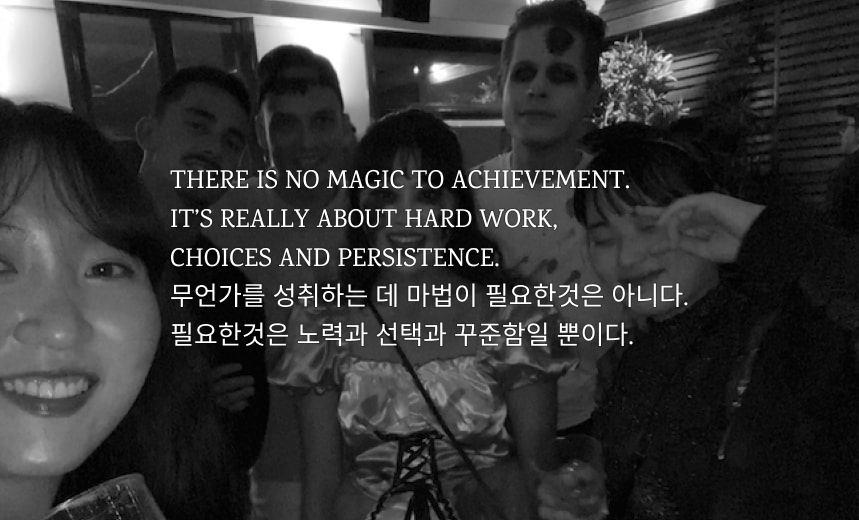 THERE IS NO MAGIC TO ACHIEVEMENT.
IT’S REALLY ABOUT HARD WORK,
CHOICES AND PERSISTENCE.
무언가를 성취하는 데 마법이 필요한것은 아니다.
필요한것은 노력과 선택과 꾸준함일 뿐이다.